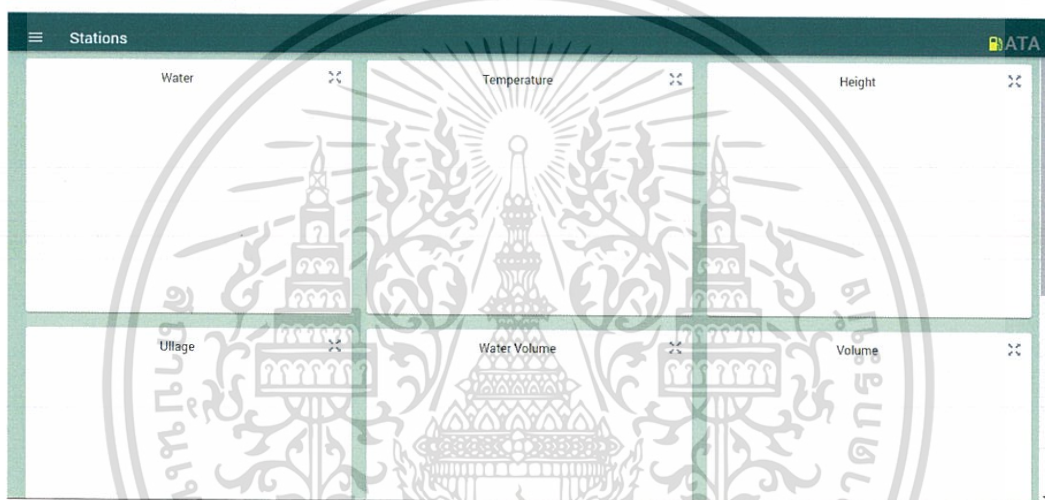 Stations
ATA
Water
Temperature
Height
Ullage
Water Volume
Volume